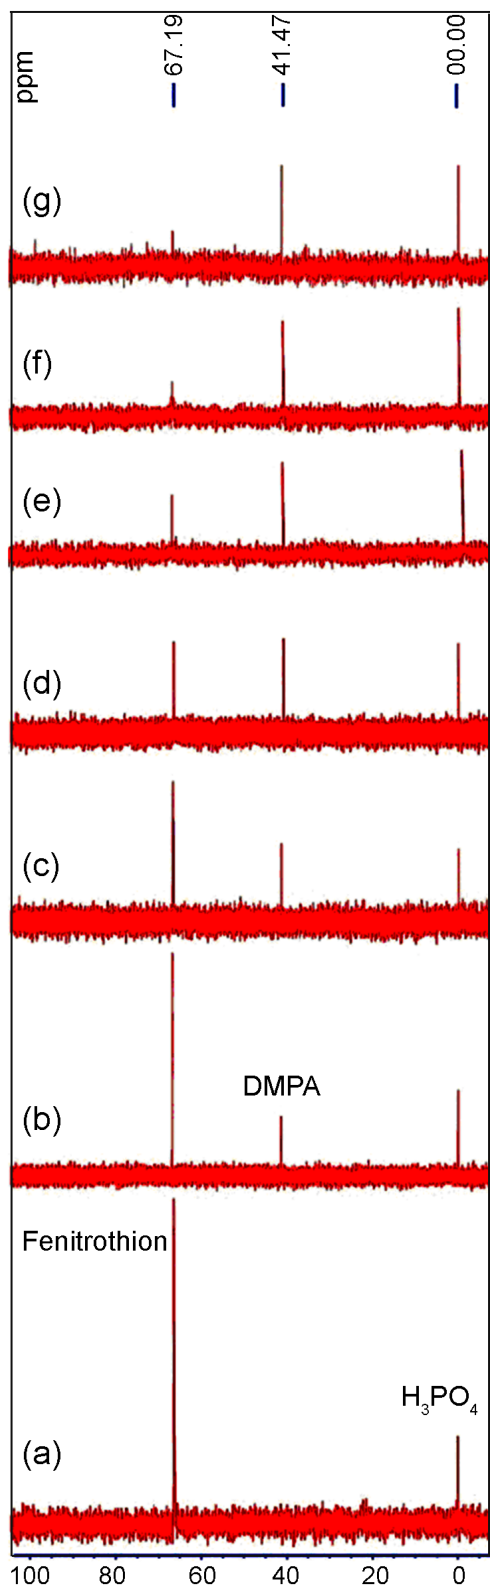 ppm
67.19
41.47
00.00
(g)
(f)
(e)
(d)
(c)
DMPA
(b)
Fenitrothion
H₃PO₄
(a)
100 80 60 40 20 0